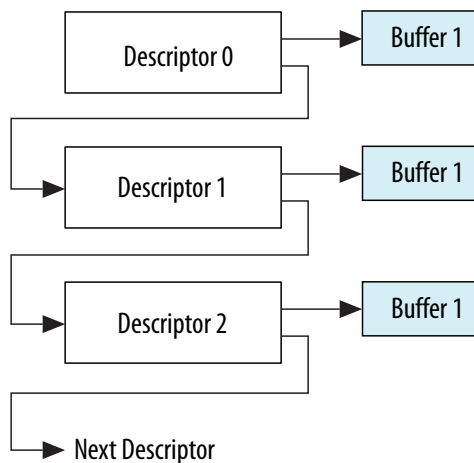 Descriptor 0
Buffer 1
Descriptor 1
Buffer 1
Descriptor 2
Buffer 1
Next Descriptor